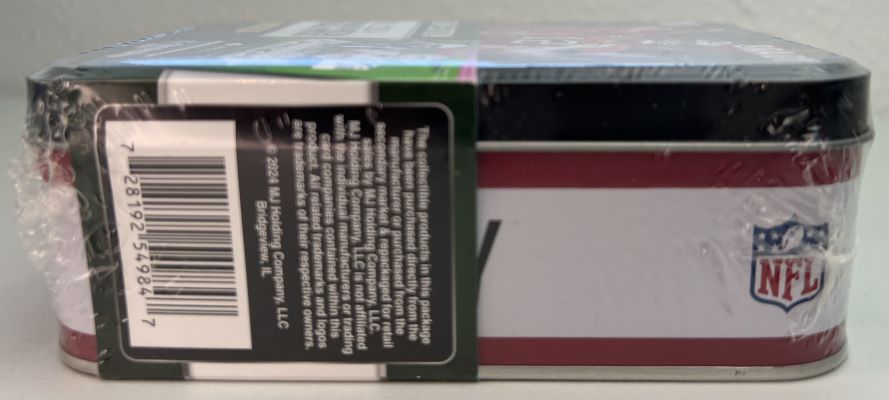 The collectible products in this package
have been purchased directly from the
manufacturer or purchased from the
secondary market & repackaged for retail
sales by MJ Holding Company, LLC.
MJ Holding Company, LLC is not affiliated
with the individual manufacturers or trading
card companies contained within this
product. All related trademarks and logos
are trademarks of their respective owners.
© 2024 MJ Holding Company, LLC
Bridgeview, IL
7 28192 54984 7
NFL